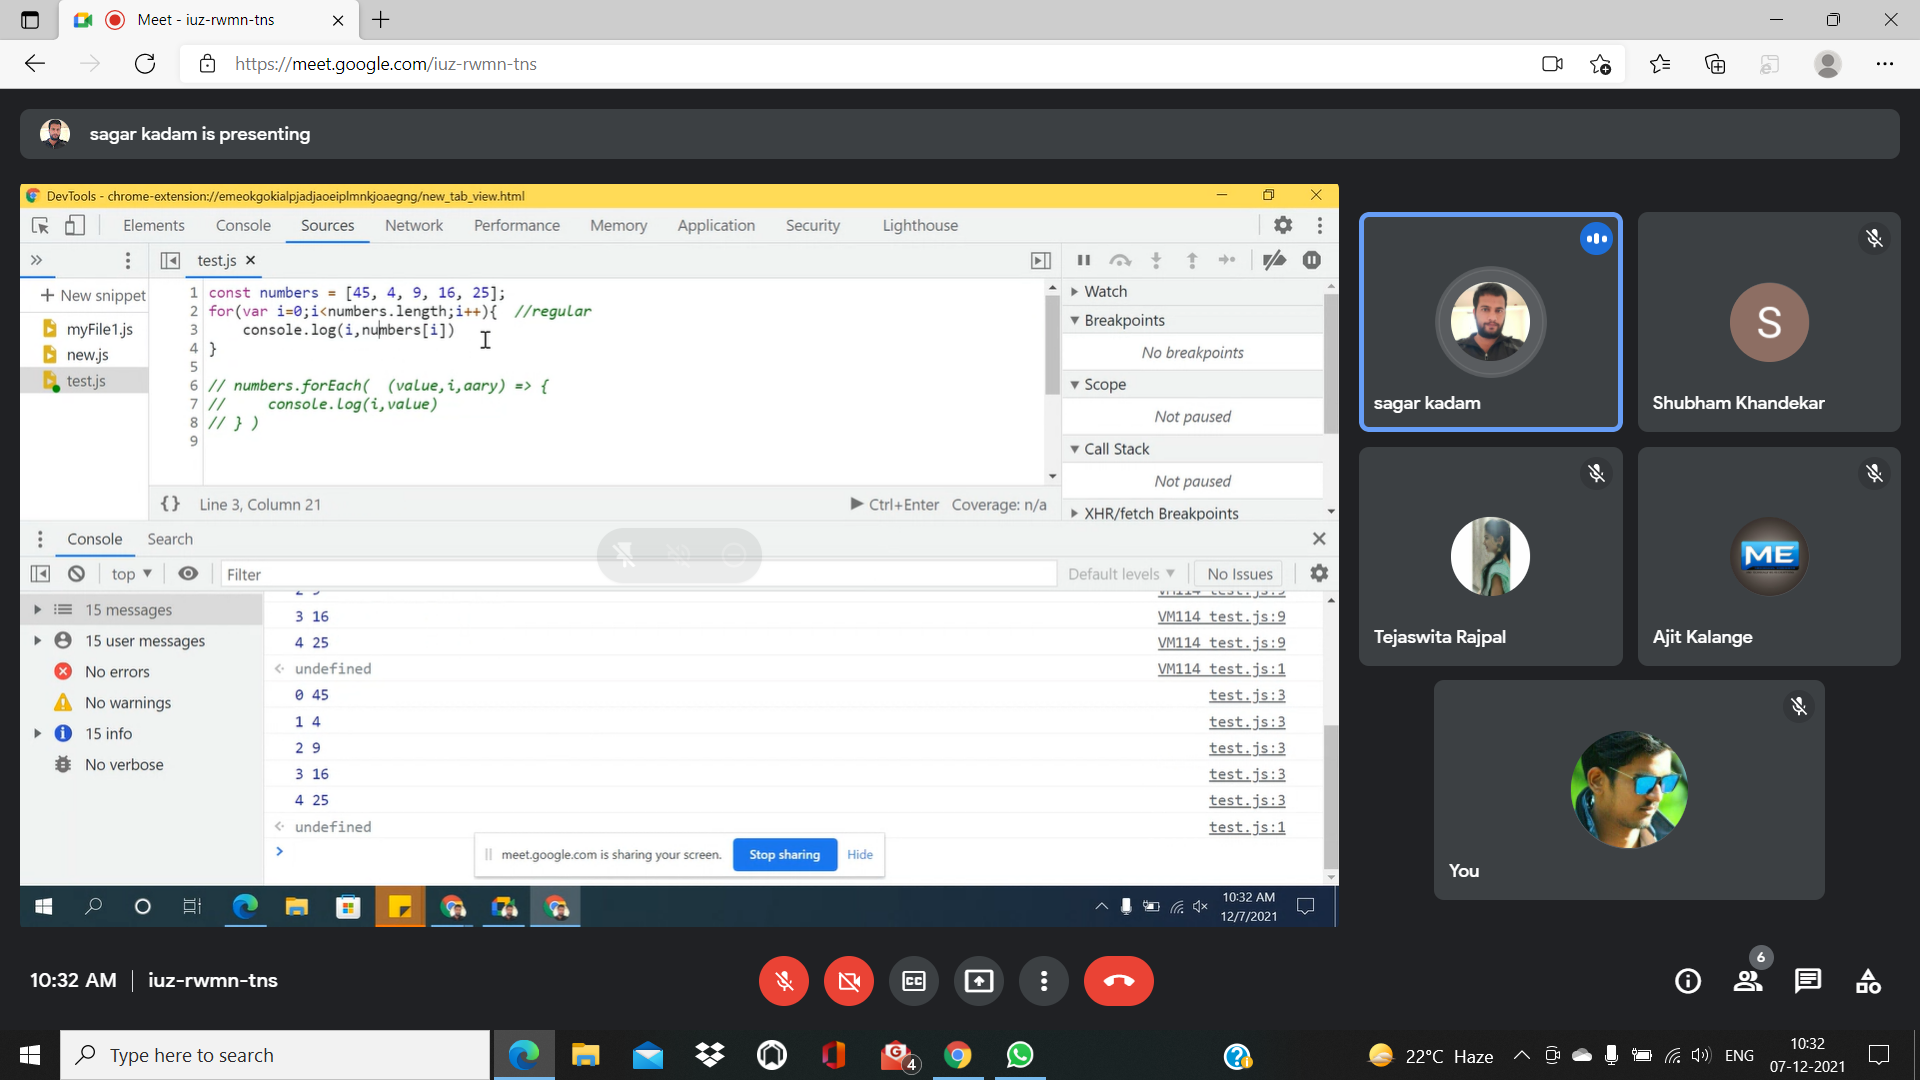 Meet - iuz-rwmn-tns
https://meet.google.com/iuz-rwmn-tns
sagar kadam is presenting
DevTools - chrome-extension://emeokgokialpjadjaoeiplmnkjoaegng/new_tab_view.html
Elements Console Sources Network Performance Memory Application Security Lighthouse
test.js
New snippet
myFile1.js
new.js
test.js
1 const numbers = [45, 4, 9, 16, 25];
2 for(var i=0;i<numbers.length;i++){ //regular
3 console.log(i,numbers[i])
4 }
5
6 // numbers.forEach( (value,i,aary) => {
7 // console.log(i,value)
8 // } )
9
{} Line 3, Column 21
Ctrl+Enter Coverage: n/a
Watch
Breakpoints
No breakpoints
Scope
Not paused
Call Stack
Not paused
XHR/fetch Breakpoints
Console Search
top Filter Default levels No Issues
15 messages
15 user messages
No errors
No warnings
15 info
No verbose
2 9 VM114 test.js:9
3 16 VM114 test.js:9
4 25 VM114 test.js:9
undefined VM114 test.js:1
0 45 test.js:3
1 4 test.js:3
2 9 test.js:3
3 16 test.js:3
4 25 test.js:3
undefined test.js:1
meet.google.com is sharing your screen. Stop sharing Hide
10:32 AM
12/7/2021
sagar kadam
S
Shubham Khandekar
Tejaswita Rajpal
ME
Ajit Kalange
You
10:32 AM iuz-rwmn-tns
CC
6
Type here to search
G 4
22°C Haze
ENG
10:32
07-12-2021